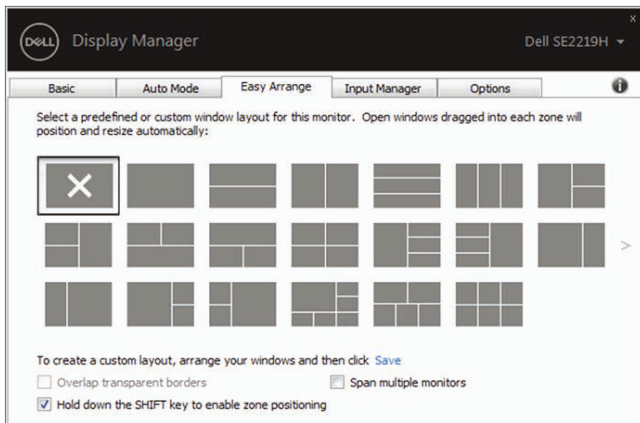 x
DELL Display Manager Dell SE2219H
Basic Auto Mode Easy Arrange Input Manager Options i
Select a predefined or custom window layout for this monitor. Open windows dragged into each zone will
position and resize automatically:
>
To create a custom layout, arrange your windows and then click Save
Overlap transparent borders Span multiple monitors
Hold down the SHIFT key to enable zone positioning